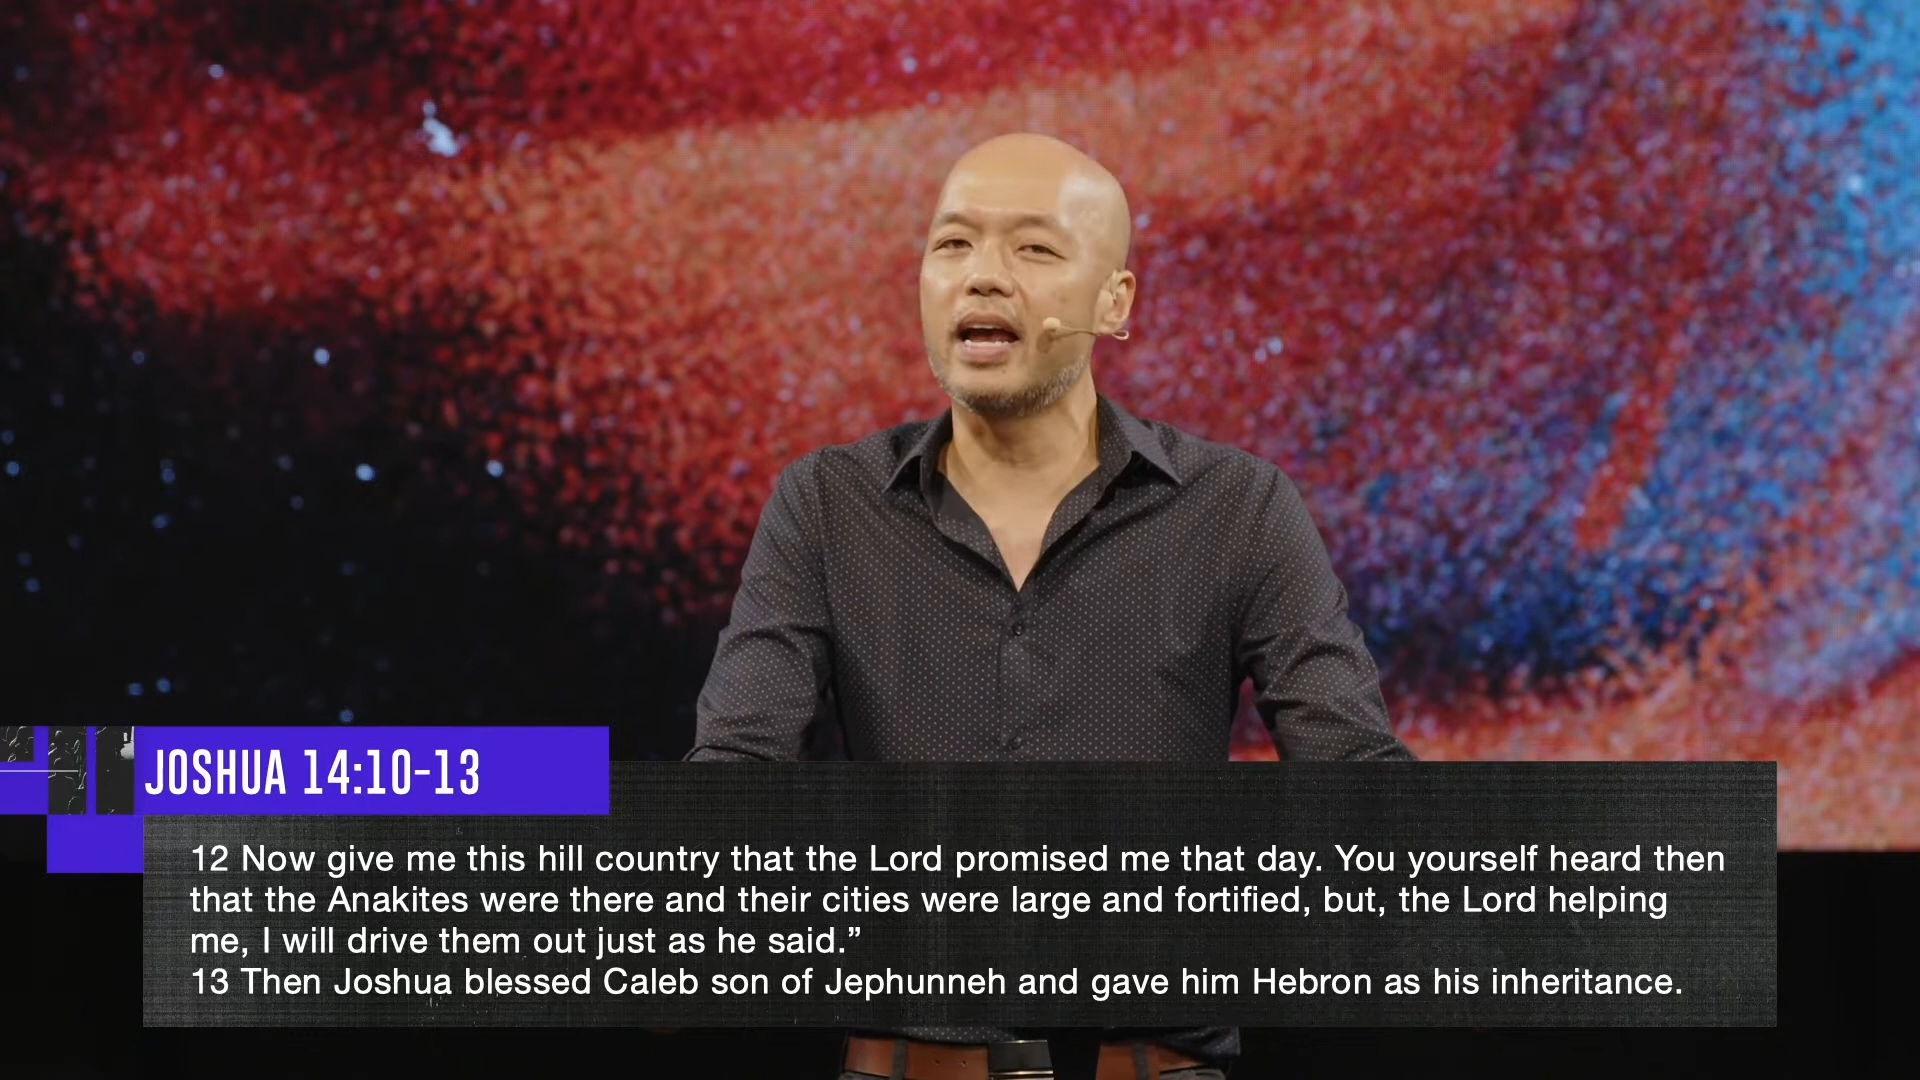 JOSHUA 14:10-13
12 Now give me this hill country that the Lord promised me that day. You yourself heard then
that the Anakites were there and their cities were large and fortified, but, the Lord helping
me, I will drive them out just as he said.”
13 Then Joshua blessed Caleb son of Jephunneh and gave him Hebron as his inheritance.